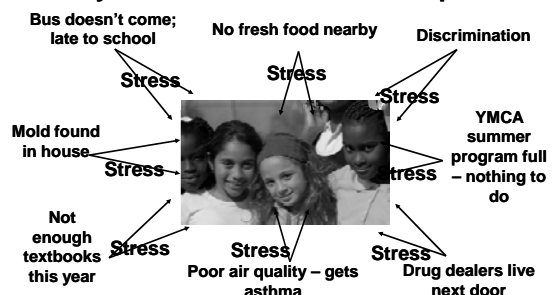 Bus doesn't come;
late to school
No fresh food nearby
Discrimination
Stress
Stress
Stress
Mold found
in house
Stress
YMCA
summer
program full
– nothing to
do
Stress
Not
enough
textbooks
this year
Stress
Stress
Poor air quality – gets
asthma
Stress
Drug dealers live
next door